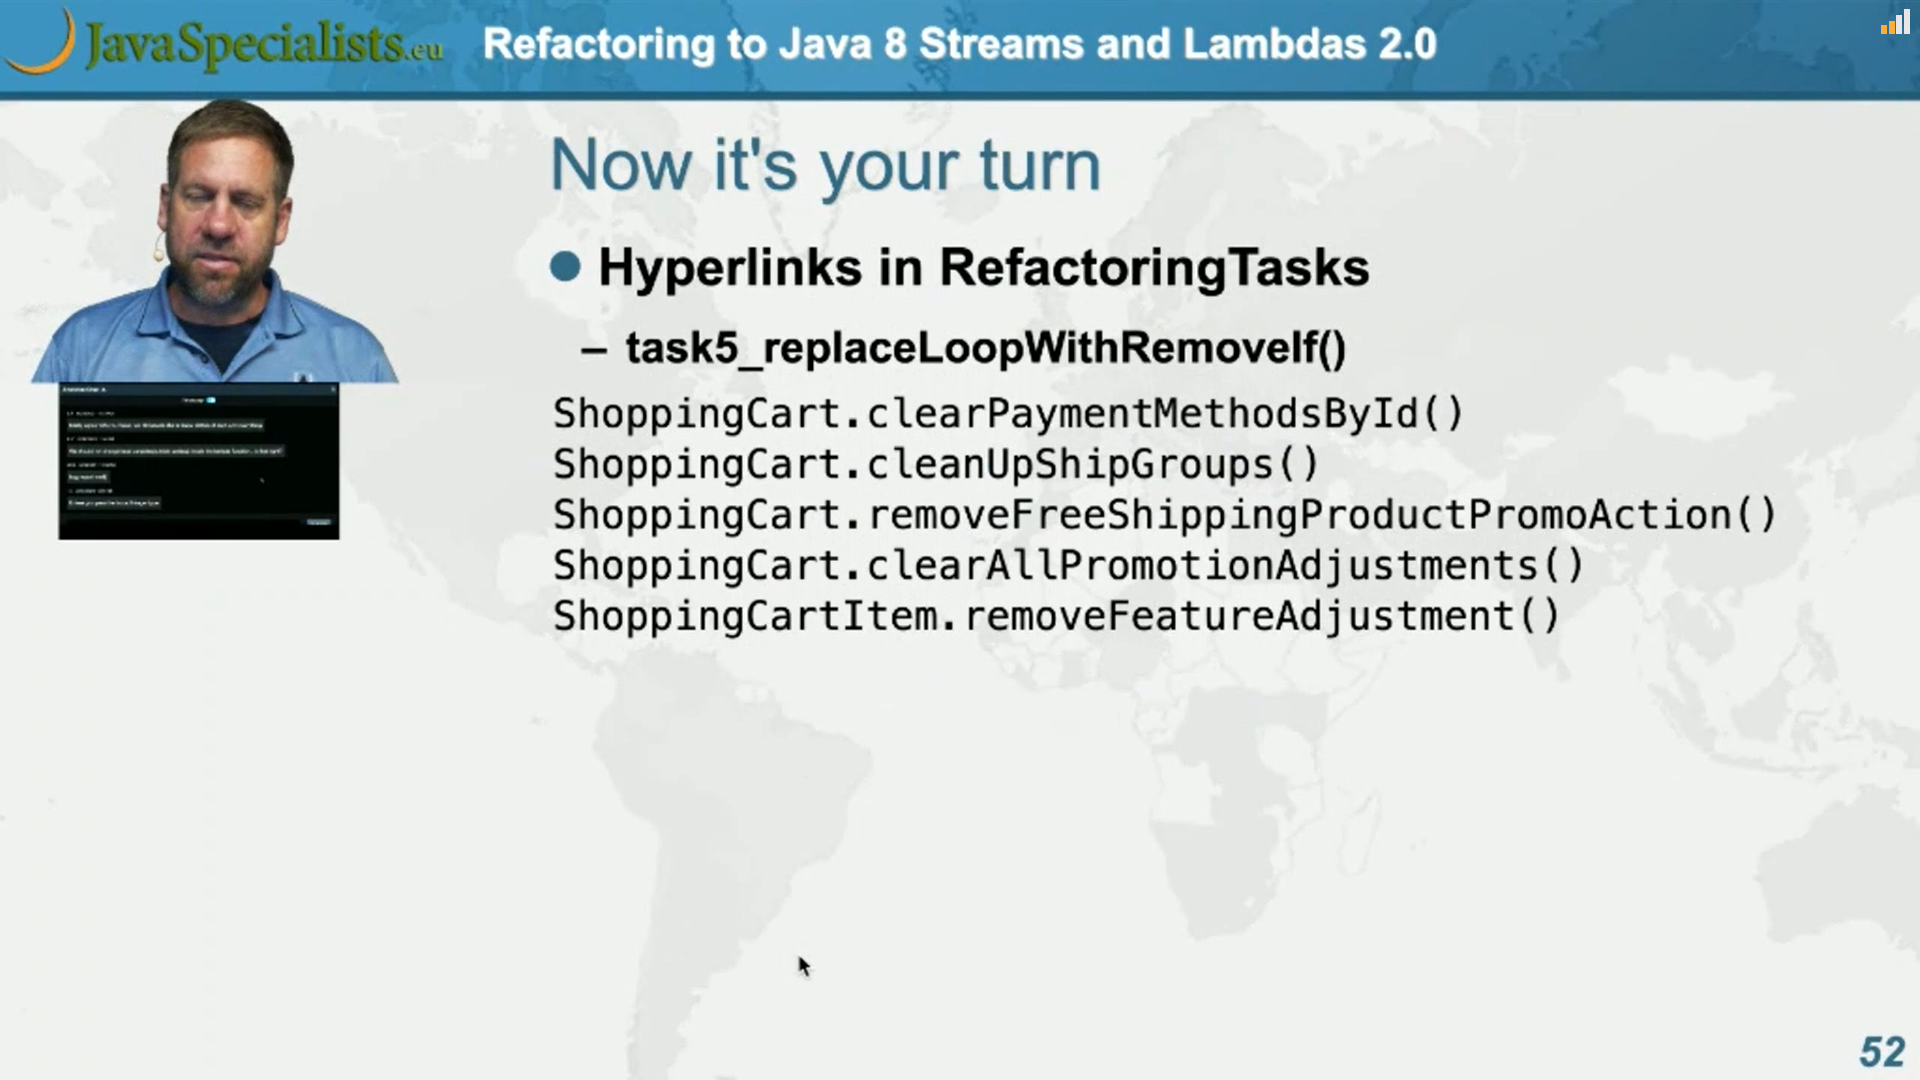 JavaSpecialists.eu
Refactoring to Java 8 Streams and Lambdas 2.0
Now it's your turn
● Hyperlinks in RefactoringTasks
– task5_replaceLoopWithRemoveIf()
ShoppingCart.clearPaymentMethodsById()
ShoppingCart.cleanUpShipGroups()
ShoppingCart.removeFreeShippingProductPromoAction()
ShoppingCart.clearAllPromotionAdjustments()
ShoppingCartItem.removeFeatureAdjustment()
52